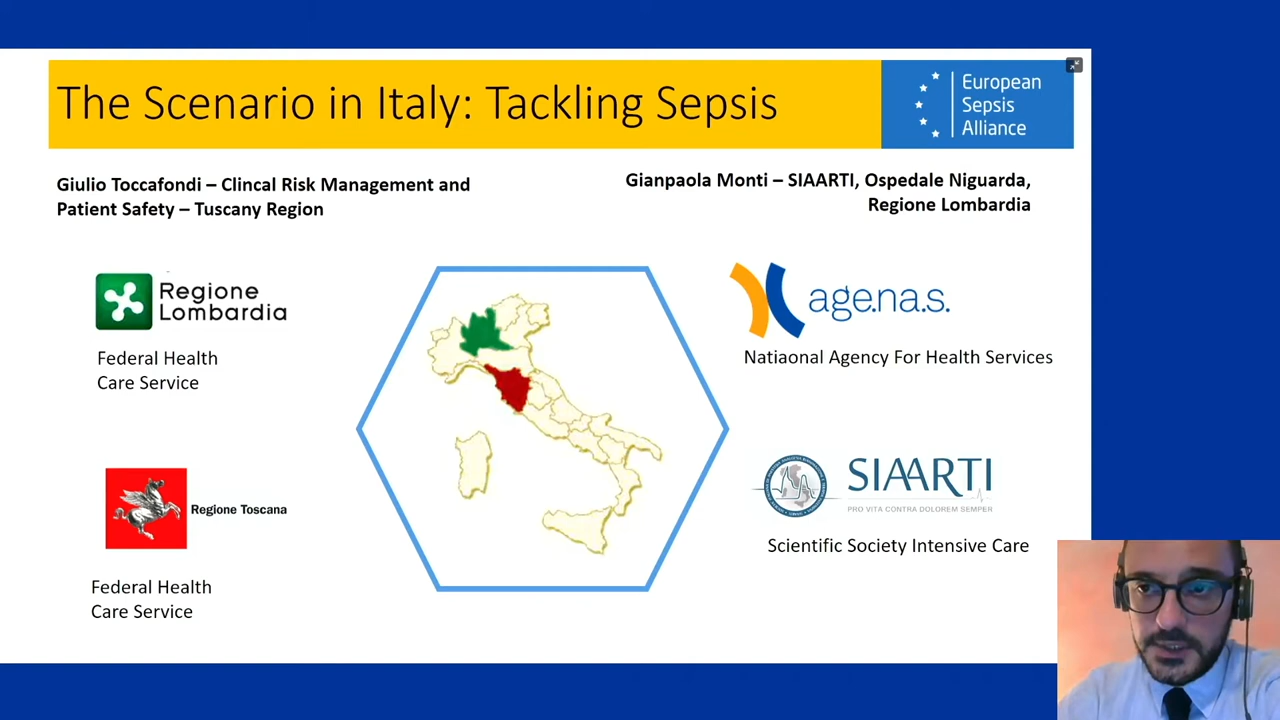 The Scenario in Italy: Tackling Sepsis
European
Sepsis
Alliance
Giulio Toccafondi – Clincal Risk Management and
Patient Safety – Tuscany Region
Gianpaola Monti – SIAARTI, Ospedale Niguarda,
Regione Lombardia
Regione
Lombardia
Federal Health
Care Service
age.na.s.
Natiaonal Agency For Health Services
Regione Toscana
Federal Health
Care Service
SIAARTI
PRO VITA CONTRA DOLOREM SEMPER
Scientific Society Intensive Care